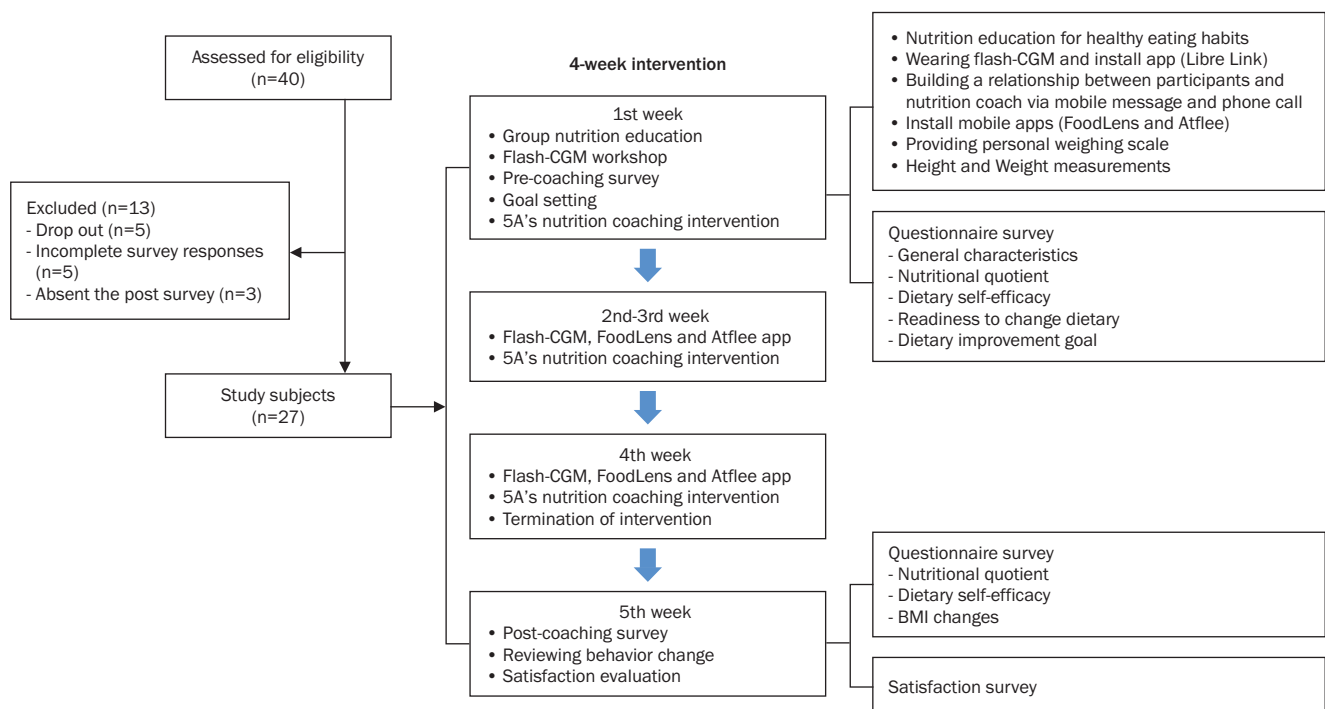 Assessed for eligibility
(n=40)
Excluded (n=13)
- Drop out (n=5)
- Incomplete survey responses
(n=5)
- Absent the post survey (n=3)
Study subjects
(n=27)
4-week intervention
1st week
• Group nutrition education
• Flash-CGM workshop
• Pre-coaching survey
• Goal setting
• 5A's nutrition coaching intervention
2nd-3rd week
• Flash-CGM, FoodLens and Atflee app
• 5A's nutrition coaching intervention
4th week
• Flash-CGM, FoodLens and Atflee app
• 5A's nutrition coaching intervention
• Termination of intervention
5th week
• Post-coaching survey
• Reviewing behavior change
• Satisfaction evaluation
• Nutrition education for healthy eating habits
• Wearing flash-CGM and install app (Libre Link)
• Building a relationship between participants and
nutrition coach via mobile message and phone call
• Install mobile apps (FoodLens and Atflee)
• Providing personal weighing scale
• Height and Weight measurements
Questionnaire survey
- General characteristics
- Nutritional quotient
- Dietary self-efficacy
- Readiness to change dietary
- Dietary improvement goal
Questionnaire survey
- Nutritional quotient
- Dietary self-efficacy
- BMI changes
Satisfaction survey